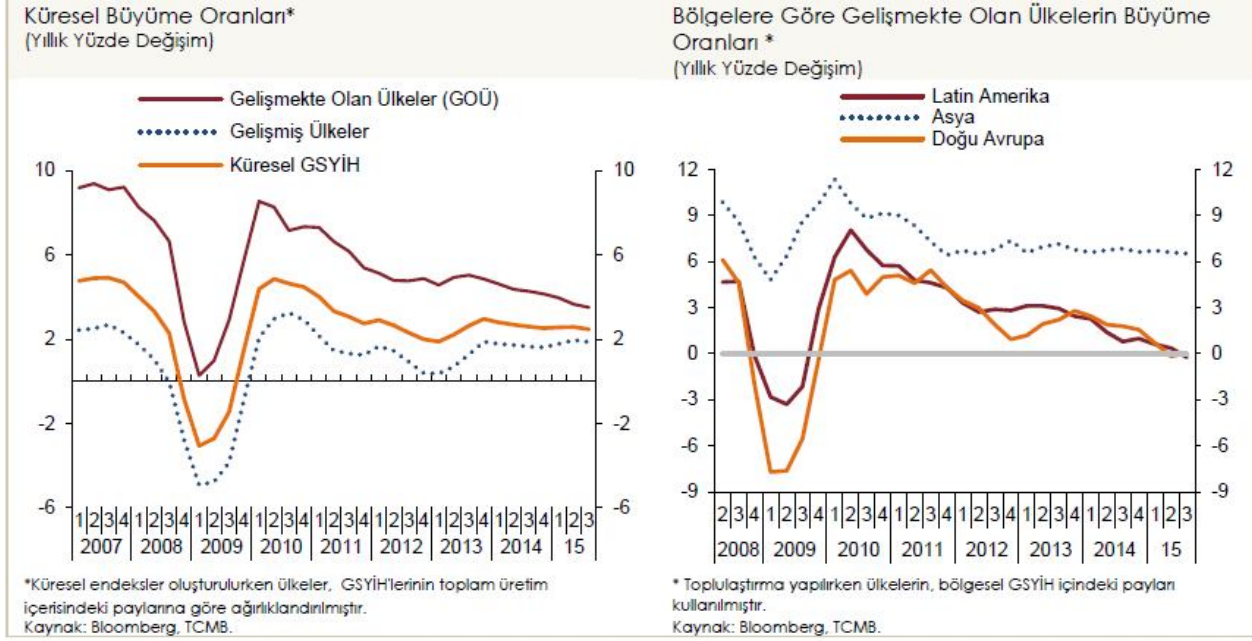 Küresel Büyüme Oranları*
(Yıllık Yüzde Değişim)
Gelişmekte Olan Ülkeler (GOÜ)
Gelişmiş Ülkeler
Küresel GSYİH
10 10
6 6
2 2
-2 -2
-6 -6
1 2 3 4 1 2 3 4 1 2 3 4 1 2 3 4 1 2 3 4 1 2 3 4 1 2 3 4 1 2 3 4 1 2 3
2007 2008 2009 2010 2011 2012 2013 2014 15
*Küresel endeksler oluşturulurken ülkeler, GSYİH'lerinin toplam üretim
içerisindeki paylarına göre ağırlıklandırılmıştır.
Kaynak: Bloomberg, TCMB.
Bölgelere Göre Gelişmekte Olan Ülkelerin Büyüme
Oranları *
(Yıllık Yüzde Değişim)
Latin Amerika
Asya
Doğu Avrupa
12 12
9 9
6 6
3 3
0 0
-3 -3
-6 -6
-9 -9
2 3 4 1 2 3 4 1 2 3 4 1 2 3 4 1 2 3 4 1 2 3 4 1 2 3 4 1 2 3
2008 2009 2010 2011 2012 2013 2014 15
* Toplulaştırma yapılırken ülkelerin, bölgesel GSYİH içindeki payları
kullanılmıştır.
Kaynak: Bloomberg, TCMB.